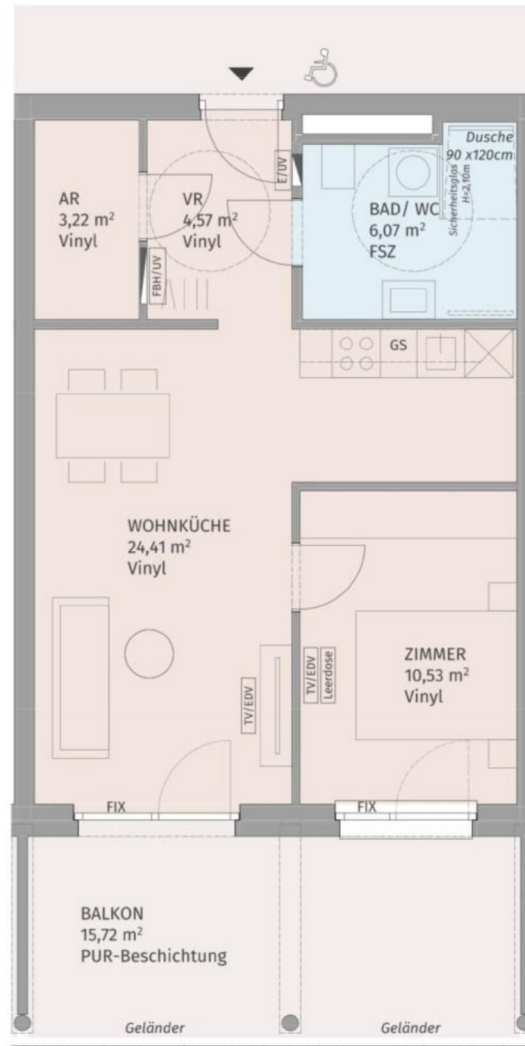 Dusche
90 x120cm
Sicherheitsglas
H=2,10m
E/UV
AR
3,22 m²
Vinyl
VR
4,57 m²
Vinyl
BAD/ WC
6,07 m²
FSZ
FBH/UV
GS
WOHNKÜCHE
24,41 m²
Vinyl
ZIMMER
10,53 m²
Vinyl
TV/EDV
TV/EDV
Leerdose
FIX
FIX
BALKON
15,72 m²
PUR-Beschichtung
Geländer
Geländer